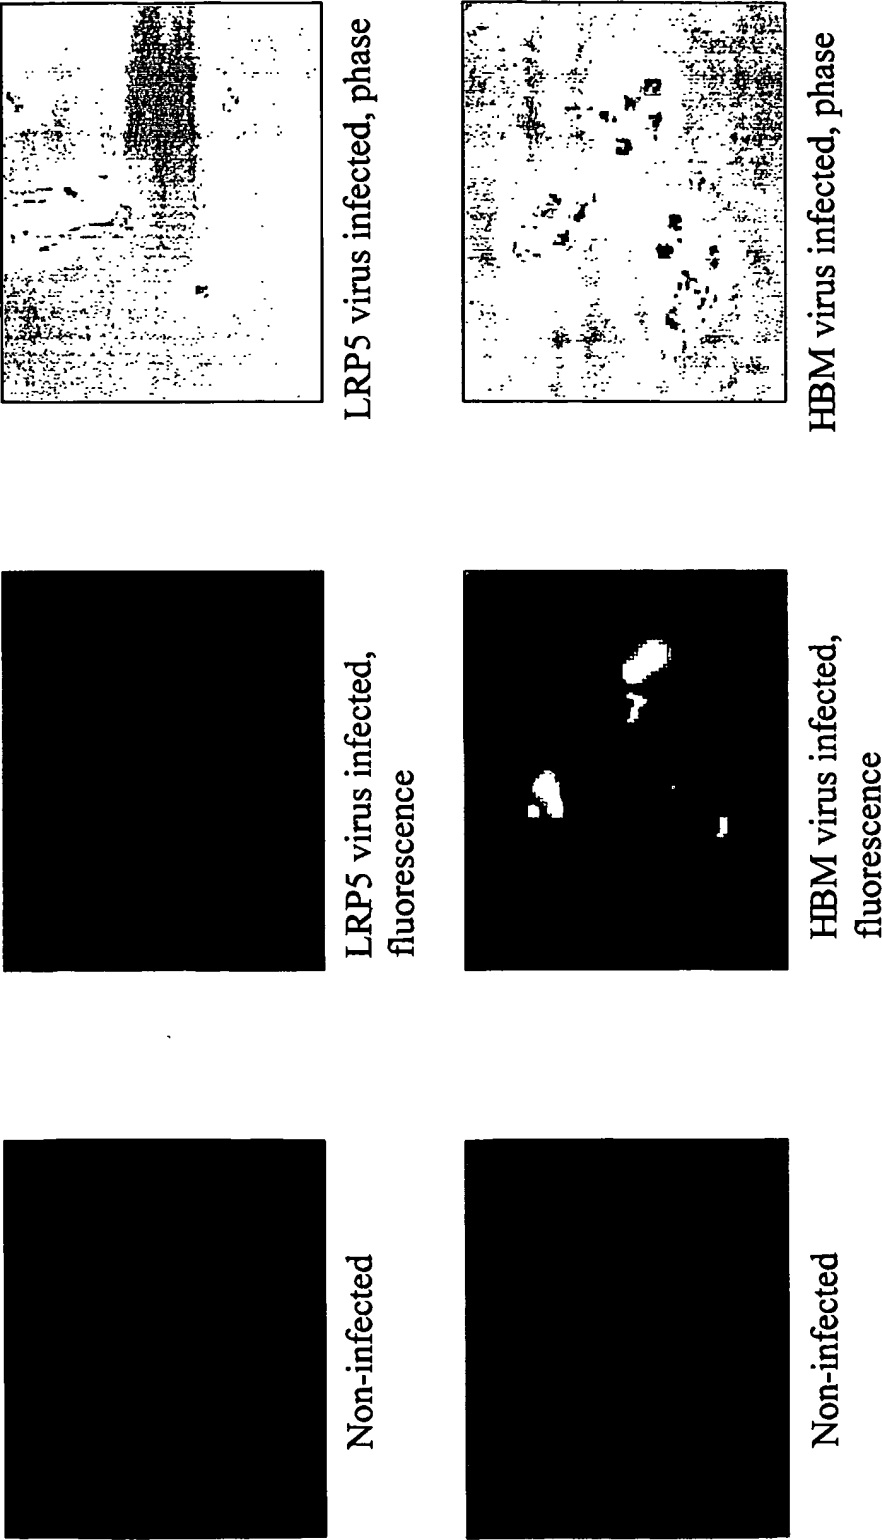 Non-infected
LRP5 virus infected,
fluorescence
LRP5 virus infected, phase
Non-infected
HBM virus infected,
fluorescence
HBM virus infected, phase